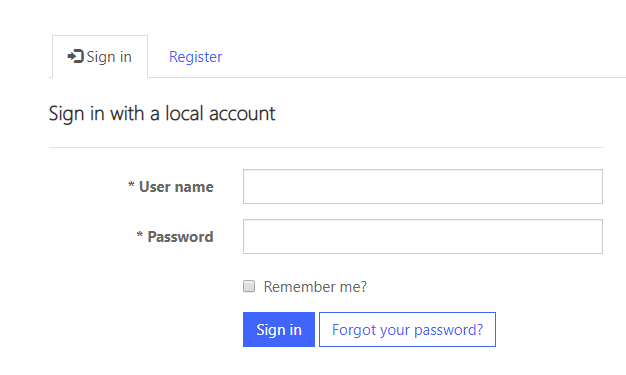 Sign in Register
Sign in with a local account
* User name
* Password
Remember me?
Sign in Forgot your password?